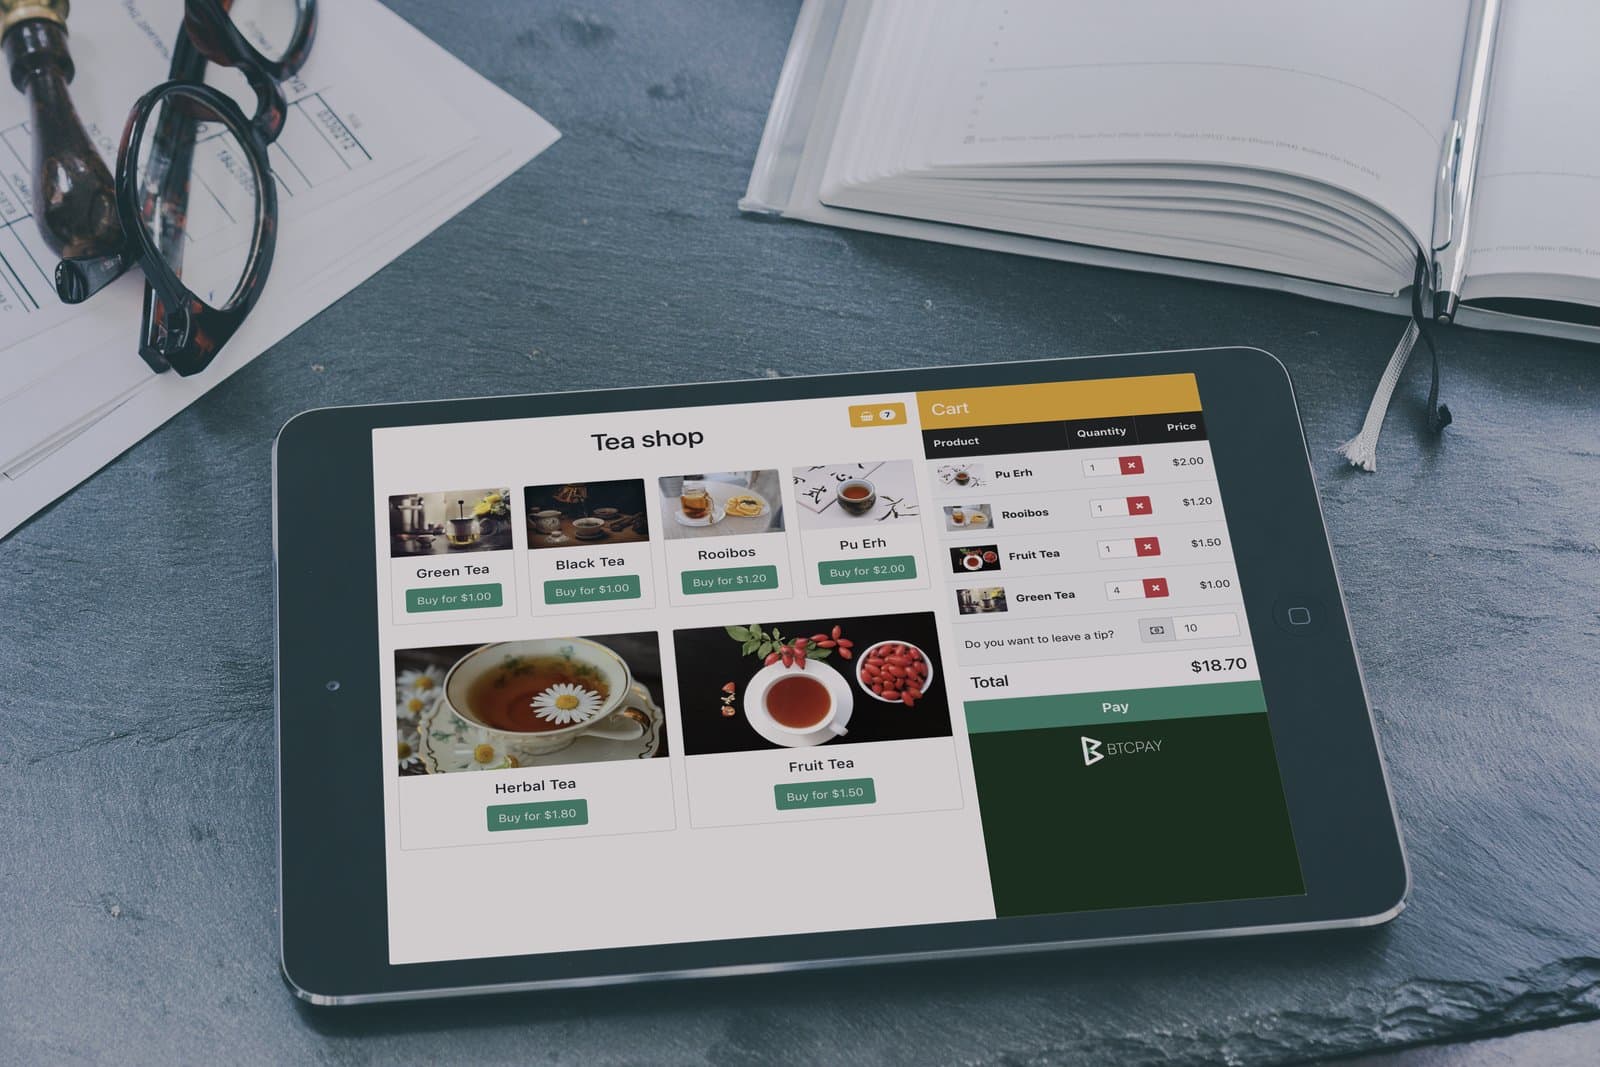 0330212
Tea shop
7
Green Tea
Buy for $1.00
Black Tea
Buy for $1.00
Rooibos
Buy for $1.20
Pu Erh
Buy for $2.00
Herbal Tea
Buy for $1.80
Fruit Tea
Buy for $1.50
Cart
Product Quantity Price
Pu Erh 1 $2.00
Rooibos 1 $1.20
Fruit Tea 1 $1.50
Green Tea 4 $1.00
Do you want to leave a tip? 10
Total $18.70
Pay
BTCPAY